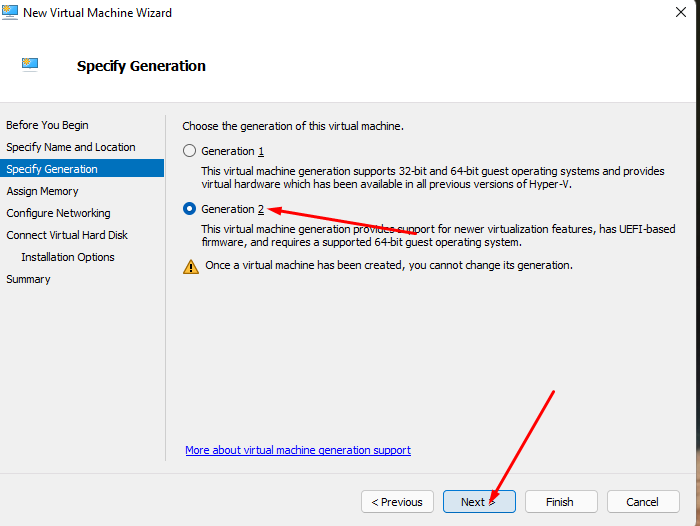 New Virtual Machine Wizard
Specify Generation
Before You Begin
Specify Name and Location
Specify Generation
Assign Memory
Configure Networking
Connect Virtual Hard Disk
Installation Options
Summary
Choose the generation of this virtual machine.
Generation 1
This virtual machine generation supports 32-bit and 64-bit guest operating systems and provides
virtual hardware which has been available in all previous versions of Hyper-V.
Generation 2
This virtual machine generation provides support for newer virtualization features, has UEFI-based
firmware, and requires a supported 64-bit guest operating system.
Once a virtual machine has been created, you cannot change its generation.
More about virtual machine generation support
< Previous
Next >
Finish
Cancel